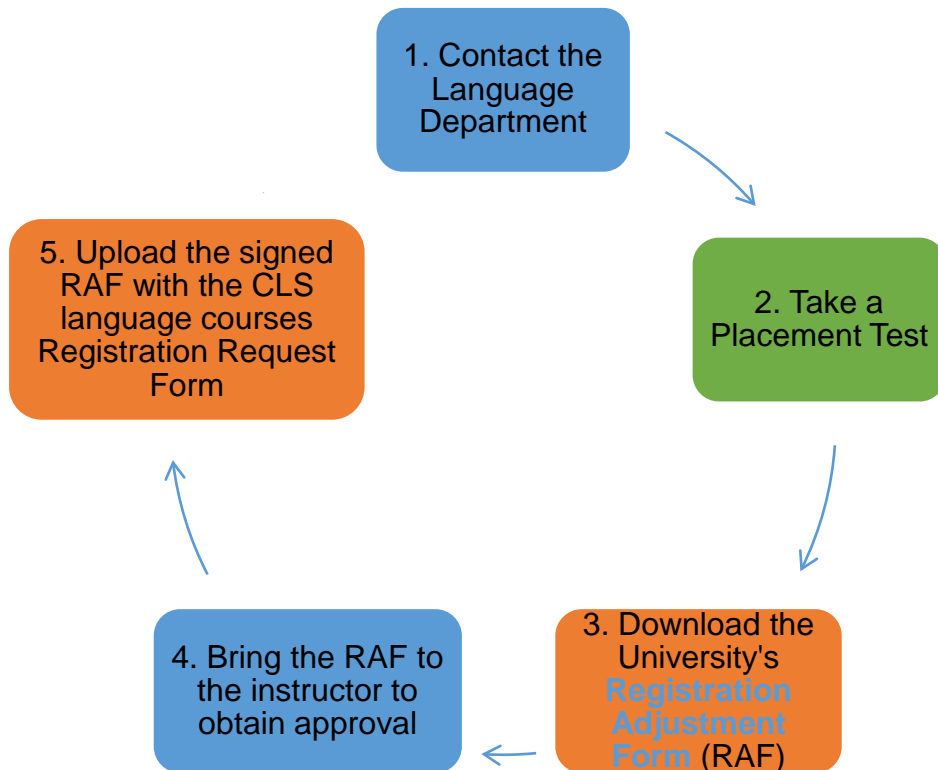 1. Contact the
Language
Department
2. Take a
Placement Test
3. Download the
University's
Registration
Adjustment
Form (RAF)
4. Bring the RAF to
the instructor to
obtain approval
5. Upload the signed
RAF with the CLS
language courses
Registration Request
Form